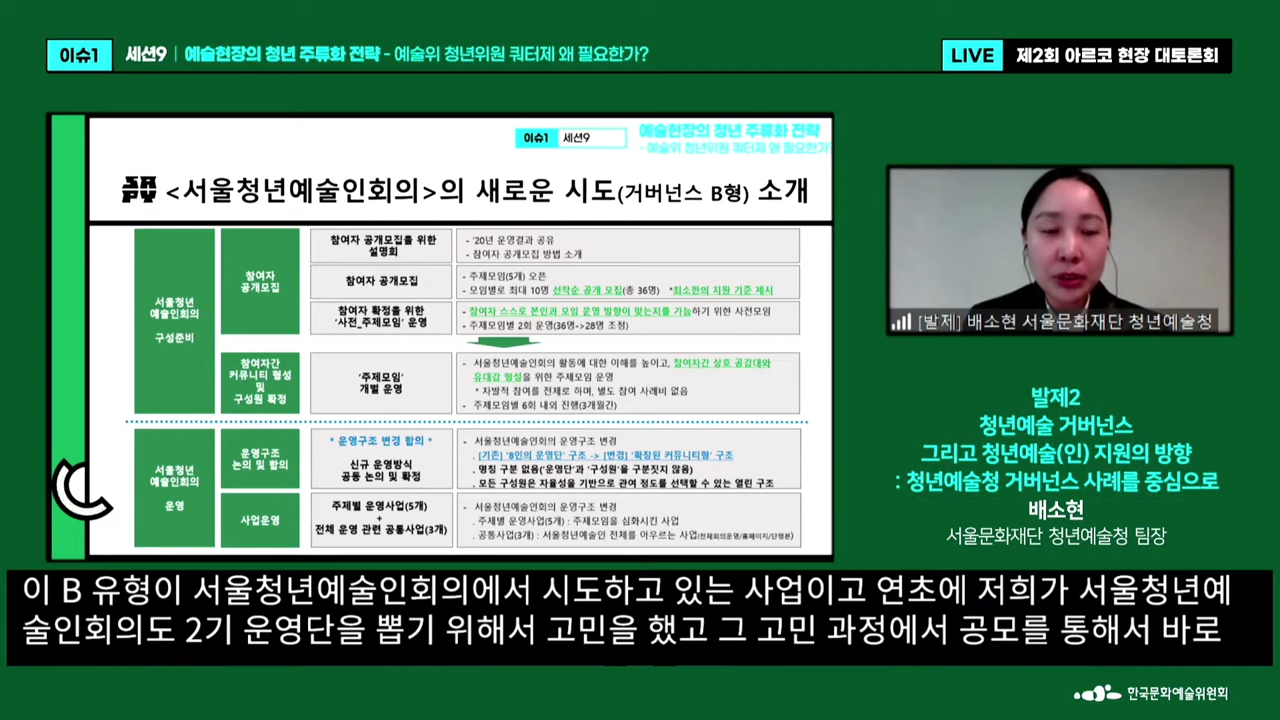 이슈1 세션9 | 예술현장의 청년 주류화 전략 - 예술위 청년위원 쿼터제 왜 필요한가?
LIVE 제2회 아르코 현장 대토론회
이슈1 세션9
예술현장의 청년 주류화 전략
- 예술위 청년위원 쿼터제 왜 필요한가?
SAPY <서울청년예술인회의>의 새로운 시도(거버넌스 B형) 소개
서울청년
예술인회의
구성준비
참여자
공개모집
참여자 공개모집을 위한
설명회
- '20년 운영결과 공유
- 참여자 공개모집 방법 소개
참여자 공개모집
- 주제모임(5개) 오픈
- 모임별로 최대 10명 선착순 공개 모집(총 36명) *최소한의 지원 기준 제시
참여자 확정을 위한
'사전_주제모임' 운영
- 참여자 스스로 본인과 모임 운영 방향이 맞는지를 가늠하기 위한 사전모임
- 주제모임별 2회 운영(36명->28명 조정)
참여자간
커뮤니티 형성
및
구성원 확정
'주제모임'
개별 운영
- 서울청년예술인회의 활동에 대한 이해를 높이고, 참여자간 상호 공감대와
유대감 형성을 위한 주제모임 운영
* 자발적 참여를 전제로 하며, 별도 참여 사례비 없음
- 주제모임별 6회 내외 진행(3개월간)
서울청년
예술인회의
운영
운영구조
논의 및 합의
* 운영구조 변경 합의 *
신규 운영방식
공동 논의 및 확정
- 서울청년예술인회의 운영구조 변경
. [기존] '8인의 운영단' 구조 -> [변경] '확장된 커뮤니티형' 구조
. 명칭 구분 없음('운영단'과 '구성원'을 구분짓지 않음)
. 모든 구성원은 자율성을 기반으로 관여 정도를 선택할 수 있는 열린 구조
사업운영
주제별 운영사업(5개)
+
전체 운영 관련 공통사업(3개)
- 서울청년예술인회의 운영구조 변경
. 주제별 운영사업(5개) : 주제모임을 심화시킨 사업
. 공통사업(3개) : 서울청년예술인 전체를 아우르는 사업(전체회의운영/홈페이지/단행본)
[발제] 배소현 서울문화재단 청년예술청
발제2
청년예술 거버넌스
그리고 청년예술(인) 지원의 방향
: 청년예술청 거버넌스 사례를 중심으로
배소현
서울문화재단 청년예술청 팀장
이 B 유형이 서울청년예술인회의에서 시도하고 있는 사업이고 연초에 저희가 서울청년예
술인회의도 2기 운영단을 뽑기 위해서 고민을 했고 그 고민 과정에서 공모를 통해서 바로
한국문화예술위원회